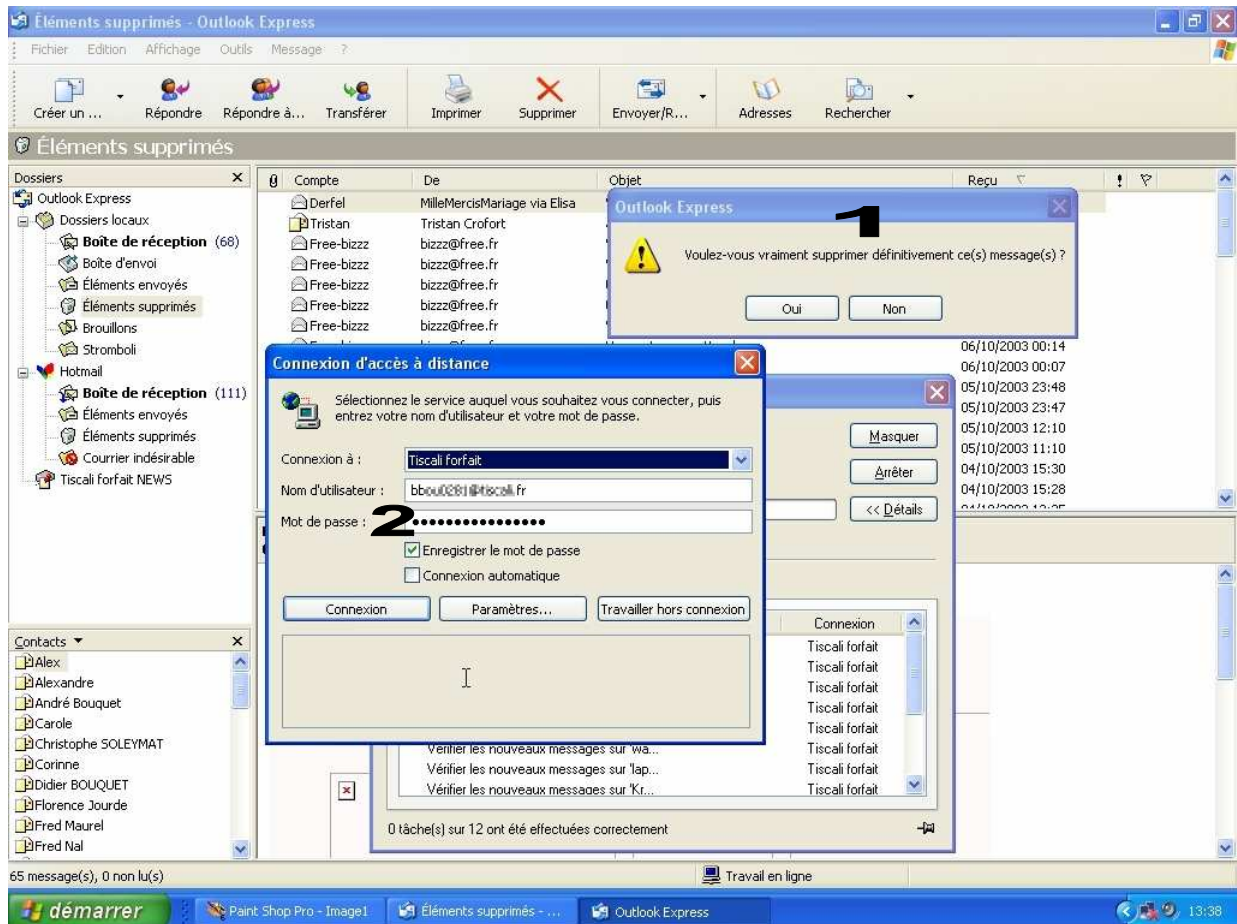 Éléments supprimés - Outlook Express
Fichier Edition Affichage Outils Message ?
Créer un ... Répondre Répondre à... Transférer Imprimer Supprimer Envoyer/R... Adresses Rechercher
Éléments supprimés
Dossiers
Outlook Express
Dossiers locaux
Boîte de réception (68)
Boîte d'envoi
Éléments envoyés
Éléments supprimés
Brouillons
Stromboli
Hotmail
Boîte de réception (111)
Éléments envoyés
Éléments supprimés
Courrier indésirable
Tiscali forfait NEWS
Contacts
Alex
Alexandre
André Bouquet
Carole
Christophe SOLEYMAT
Corinne
Didier BOUQUET
Florence Jourde
Fred Maurel
Fred Nal
Compte De Objet Reçu !
Derfel MilleMercisMariage via Elisa
Tristan Tristan Crofort
Free-bizzz bizzz@free.fr
Free-bizzz bizzz@free.fr
Free-bizzz bizzz@free.fr
Free-bizzz bizzz@free.fr
Free-bizzz bizzz@free.fr
06/10/2003 00:14
06/10/2003 00:07
05/10/2003 23:48
05/10/2003 23:47
05/10/2003 12:10
05/10/2003 11:10
04/10/2003 15:30
04/10/2003 15:28
Outlook Express
1
Voulez-vous vraiment supprimer définitivement ce(s) message(s) ?
Oui Non
Connexion d'accès à distance
Sélectionnez le service auquel vous souhaitez vous connecter, puis
entrez votre nom d'utilisateur et votre mot de passe.
Connexion à : Tiscali forfait
Nom d'utilisateur : .fr
Mot de passe : 2 ••••••••••••••••
Enregistrer le mot de passe
Connexion automatique
Connexion Paramètres... Travailler hors connexion
Masquer
Arrêter
<< Détails
Connexion
Tiscali forfait
Tiscali forfait
Tiscali forfait
Tiscali forfait
Tiscali forfait
Vérifier les nouveaux messages sur 'wa... Tiscali forfait
Vérifier les nouveaux messages sur 'lap... Tiscali forfait
Vérifier les nouveaux messages sur 'Kr... Tiscali forfait
0 tâche(s) sur 12 ont été effectuées correctement
65 message(s), 0 non lu(s) Travail en ligne
démarrer Paint Shop Pro - Image1 Éléments supprimés - ... Outlook Express 13:38